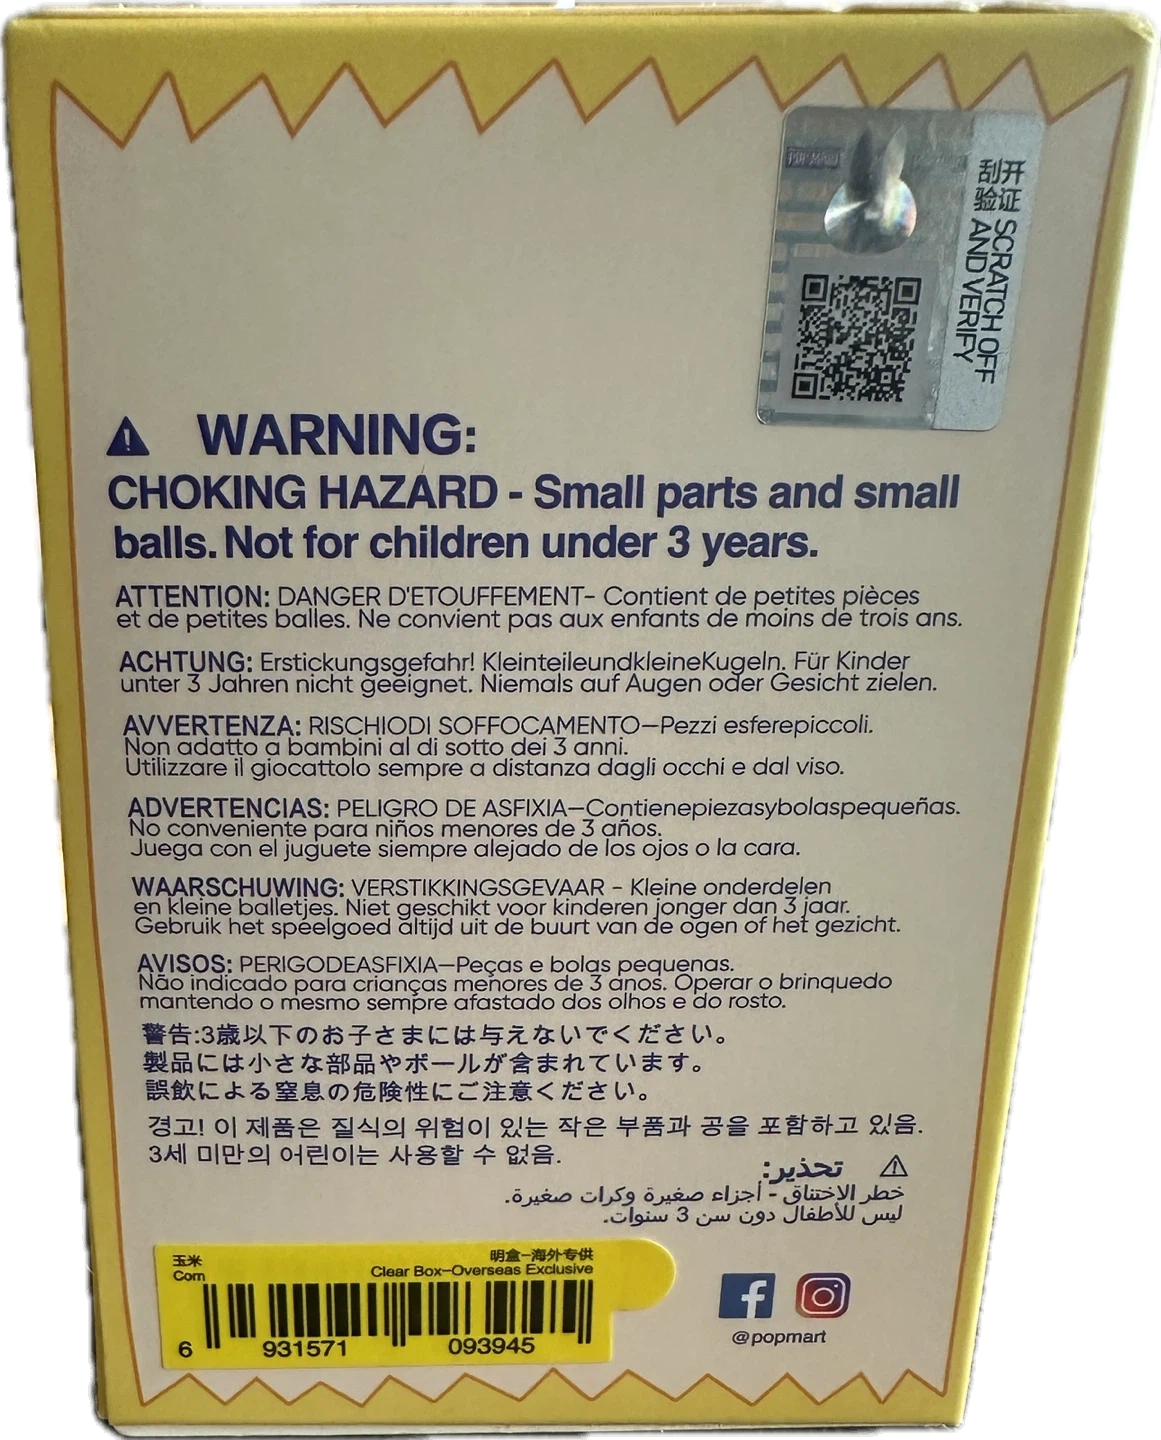 POP MART
刮开
验证
SCRATCH OFF
AND VERIFY
WARNING:
CHOKING HAZARD - Small parts and small
balls. Not for children under 3 years.
ATTENTION: DANGER D'ETOUFFEMENT- Contient de petites pièces
et de petites balles. Ne convient pas aux enfants de moins de trois ans.
ACHTUNG: Erstickungsgefahr! KleinteileundkleineKugeln. Für Kinder
unter 3 Jahren nicht geeignet. Niemals auf Augen oder Gesicht zielen.
AVVERTENZA: RISCHIODI SOFFOCAMENTO—Pezzi esferepiccoli.
Non adatto a bambini al di sotto dei 3 anni.
Utilizzare il giocattolo sempre a distanza dagli occhi e dal viso.
ADVERTENCIAS: PELIGRO DE ASFIXIA—Contienepiezasybolaspequeñas.
No conveniente para niños menores de 3 años.
Juega con el juguete siempre alejado de los ojos o la cara.
WAARSCHUWING: VERSTIKKINGSGEVAAR - Kleine onderdelen
en kleine balletjes. Niet geschikt voor kinderen jonger dan 3 jaar.
Gebruik het speelgoed altijd uit de buurt van de ogen of het gezicht.
AVISOS: PERIGODEASFIXIA—Peças e bolas pequenas.
Não indicado para crianças menores de 3 anos. Operar o brinquedo
mantendo o mesmo sempre afastado dos olhos e do rosto.
警告:3歳以下のお子さまには与えないでください。
製品には小さな部品やボールが含まれています。
誤飲による窒息の危険性にご注意ください。
경고! 이 제품은 질식의 위험이 있는 작은 부품과 공을 포함하고 있음.
3세 미만의 어린이는 사용할 수 없음.
تحذير:
خطر الاختناق - أجزاء صغيرة وكرات صغيرة.
ليس للأطفال دون سن 3 سنوات.
玉米
Corn
明盒-海外专供
Clear Box-Overseas Exclusive
6 931571 093945
@popmart